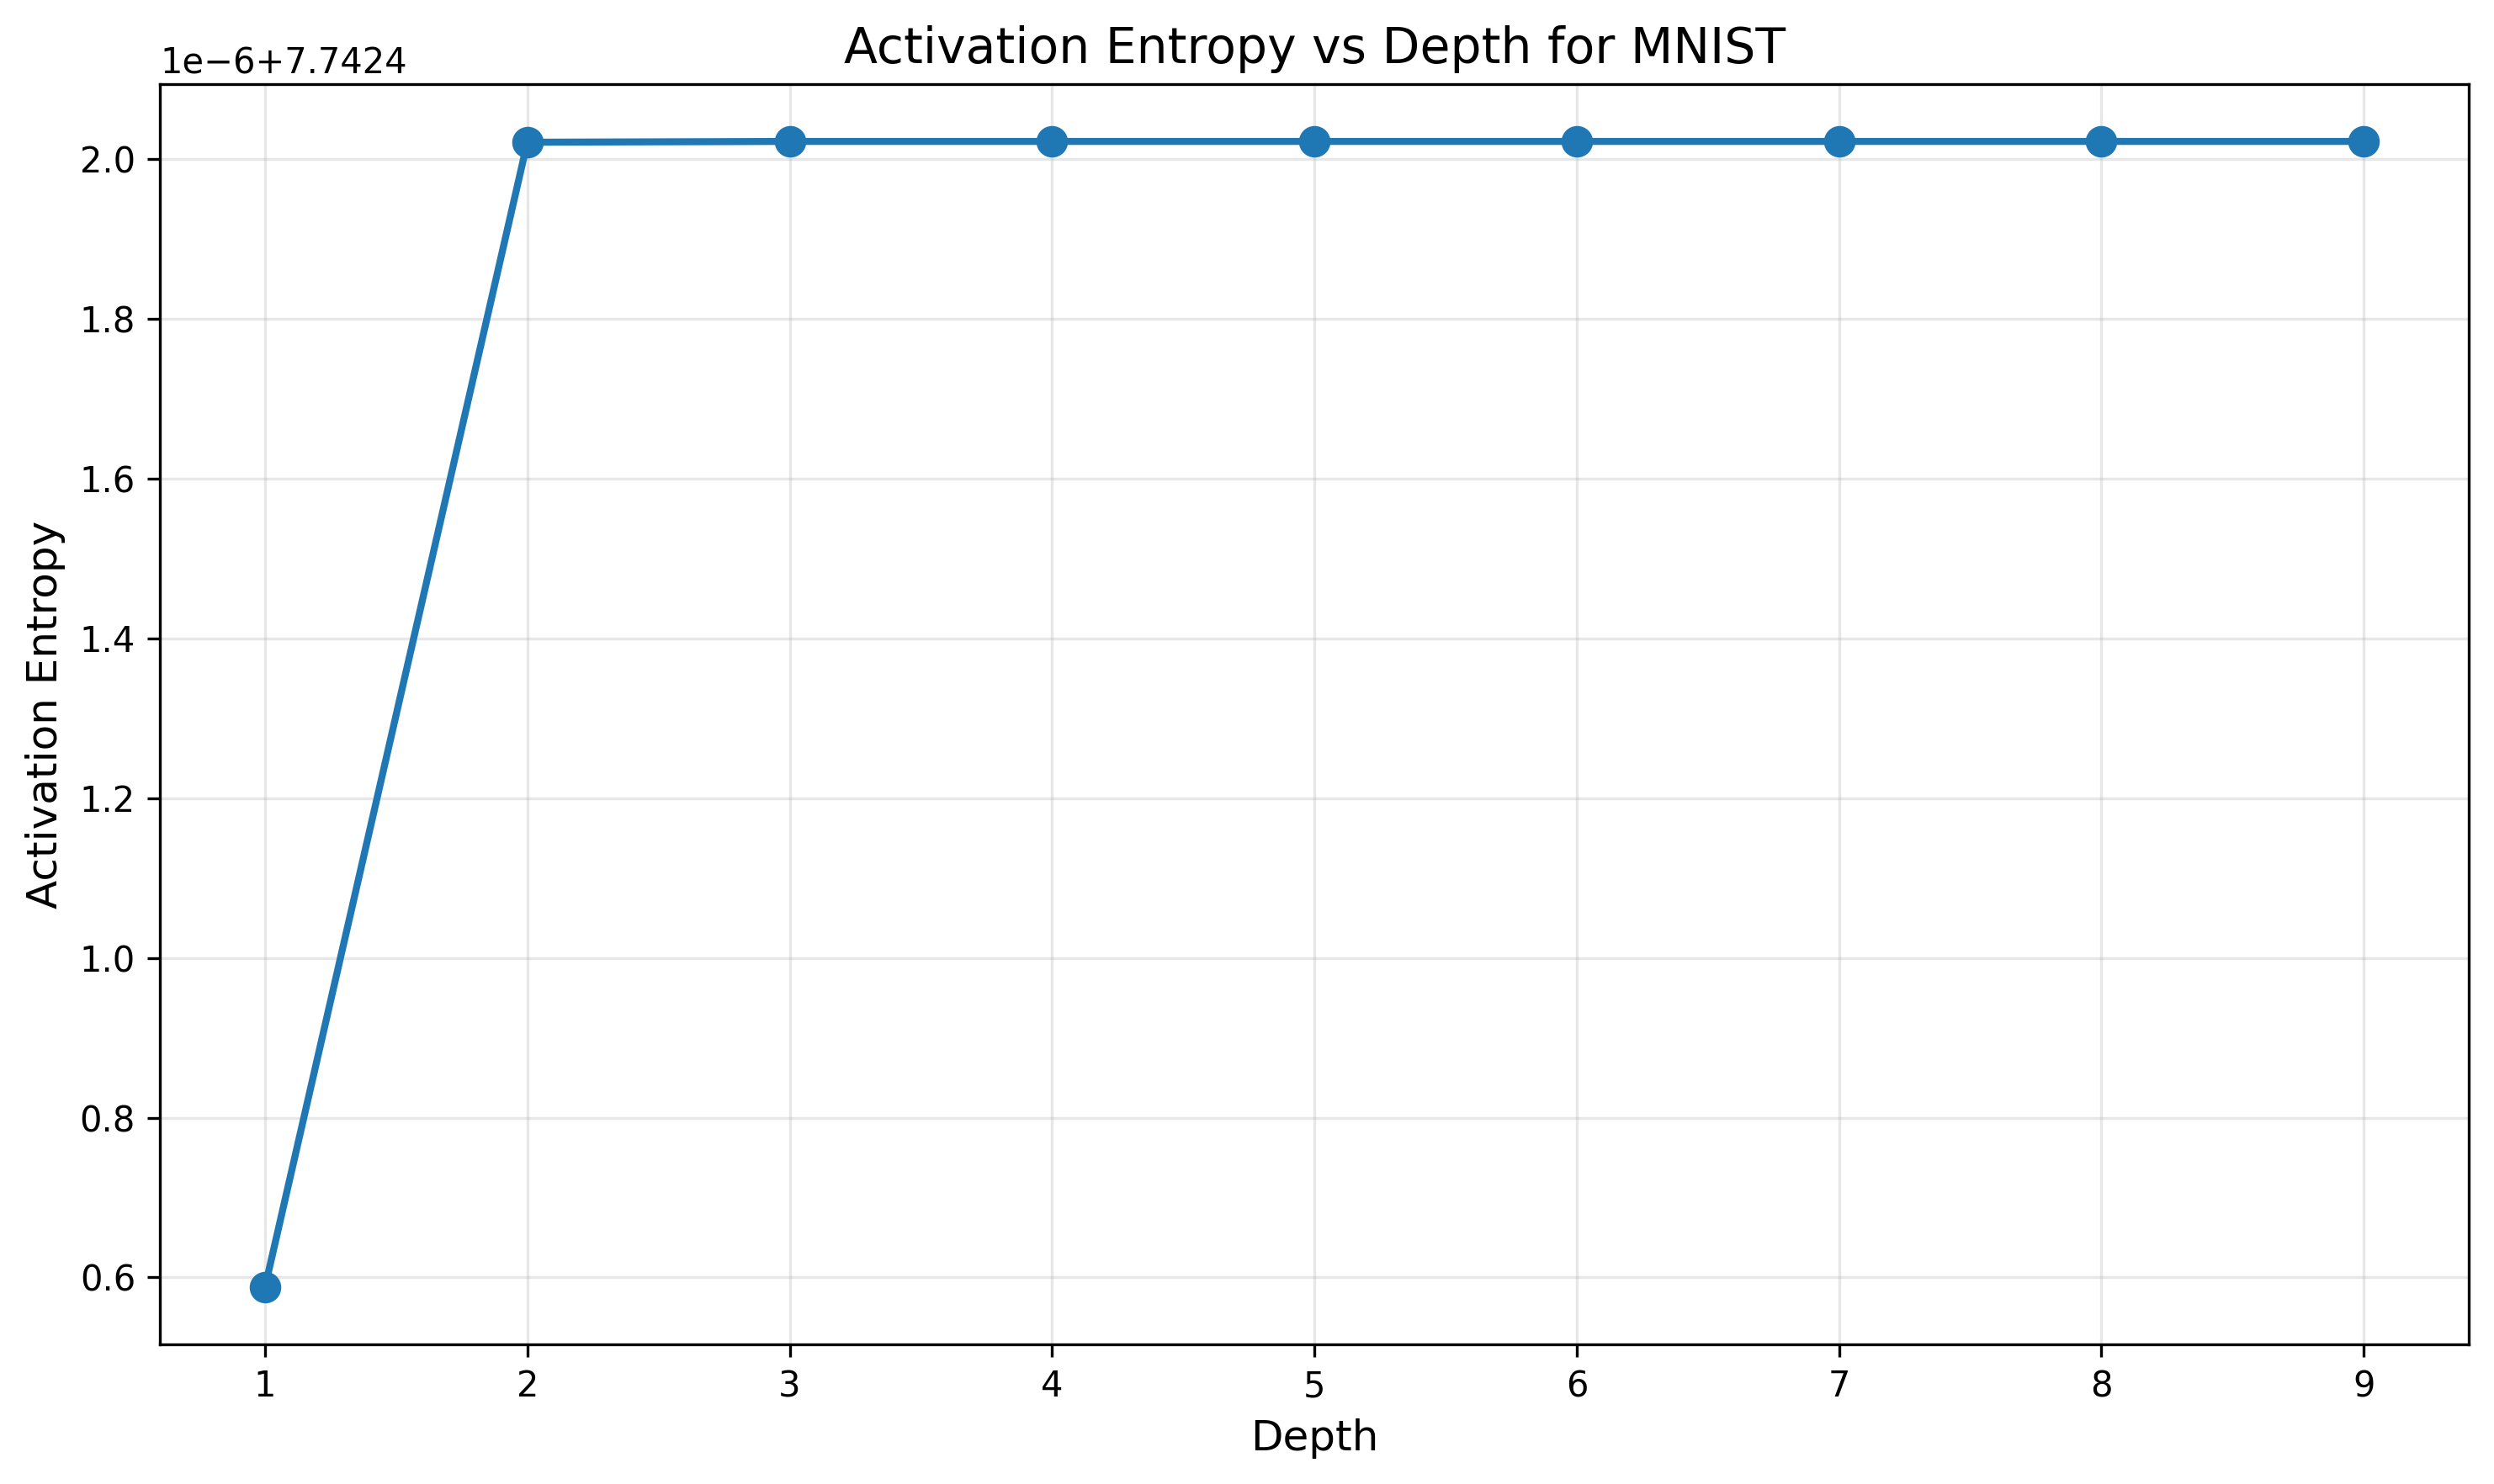 Activation Entropy vs Depth for MNIST
1e−6+7.7424
2.0
1.8
1.6
1.4
1.2
1.0
0.8
0.6
Activation Entropy
1 2 3 4 5 6 7 8 9
Depth